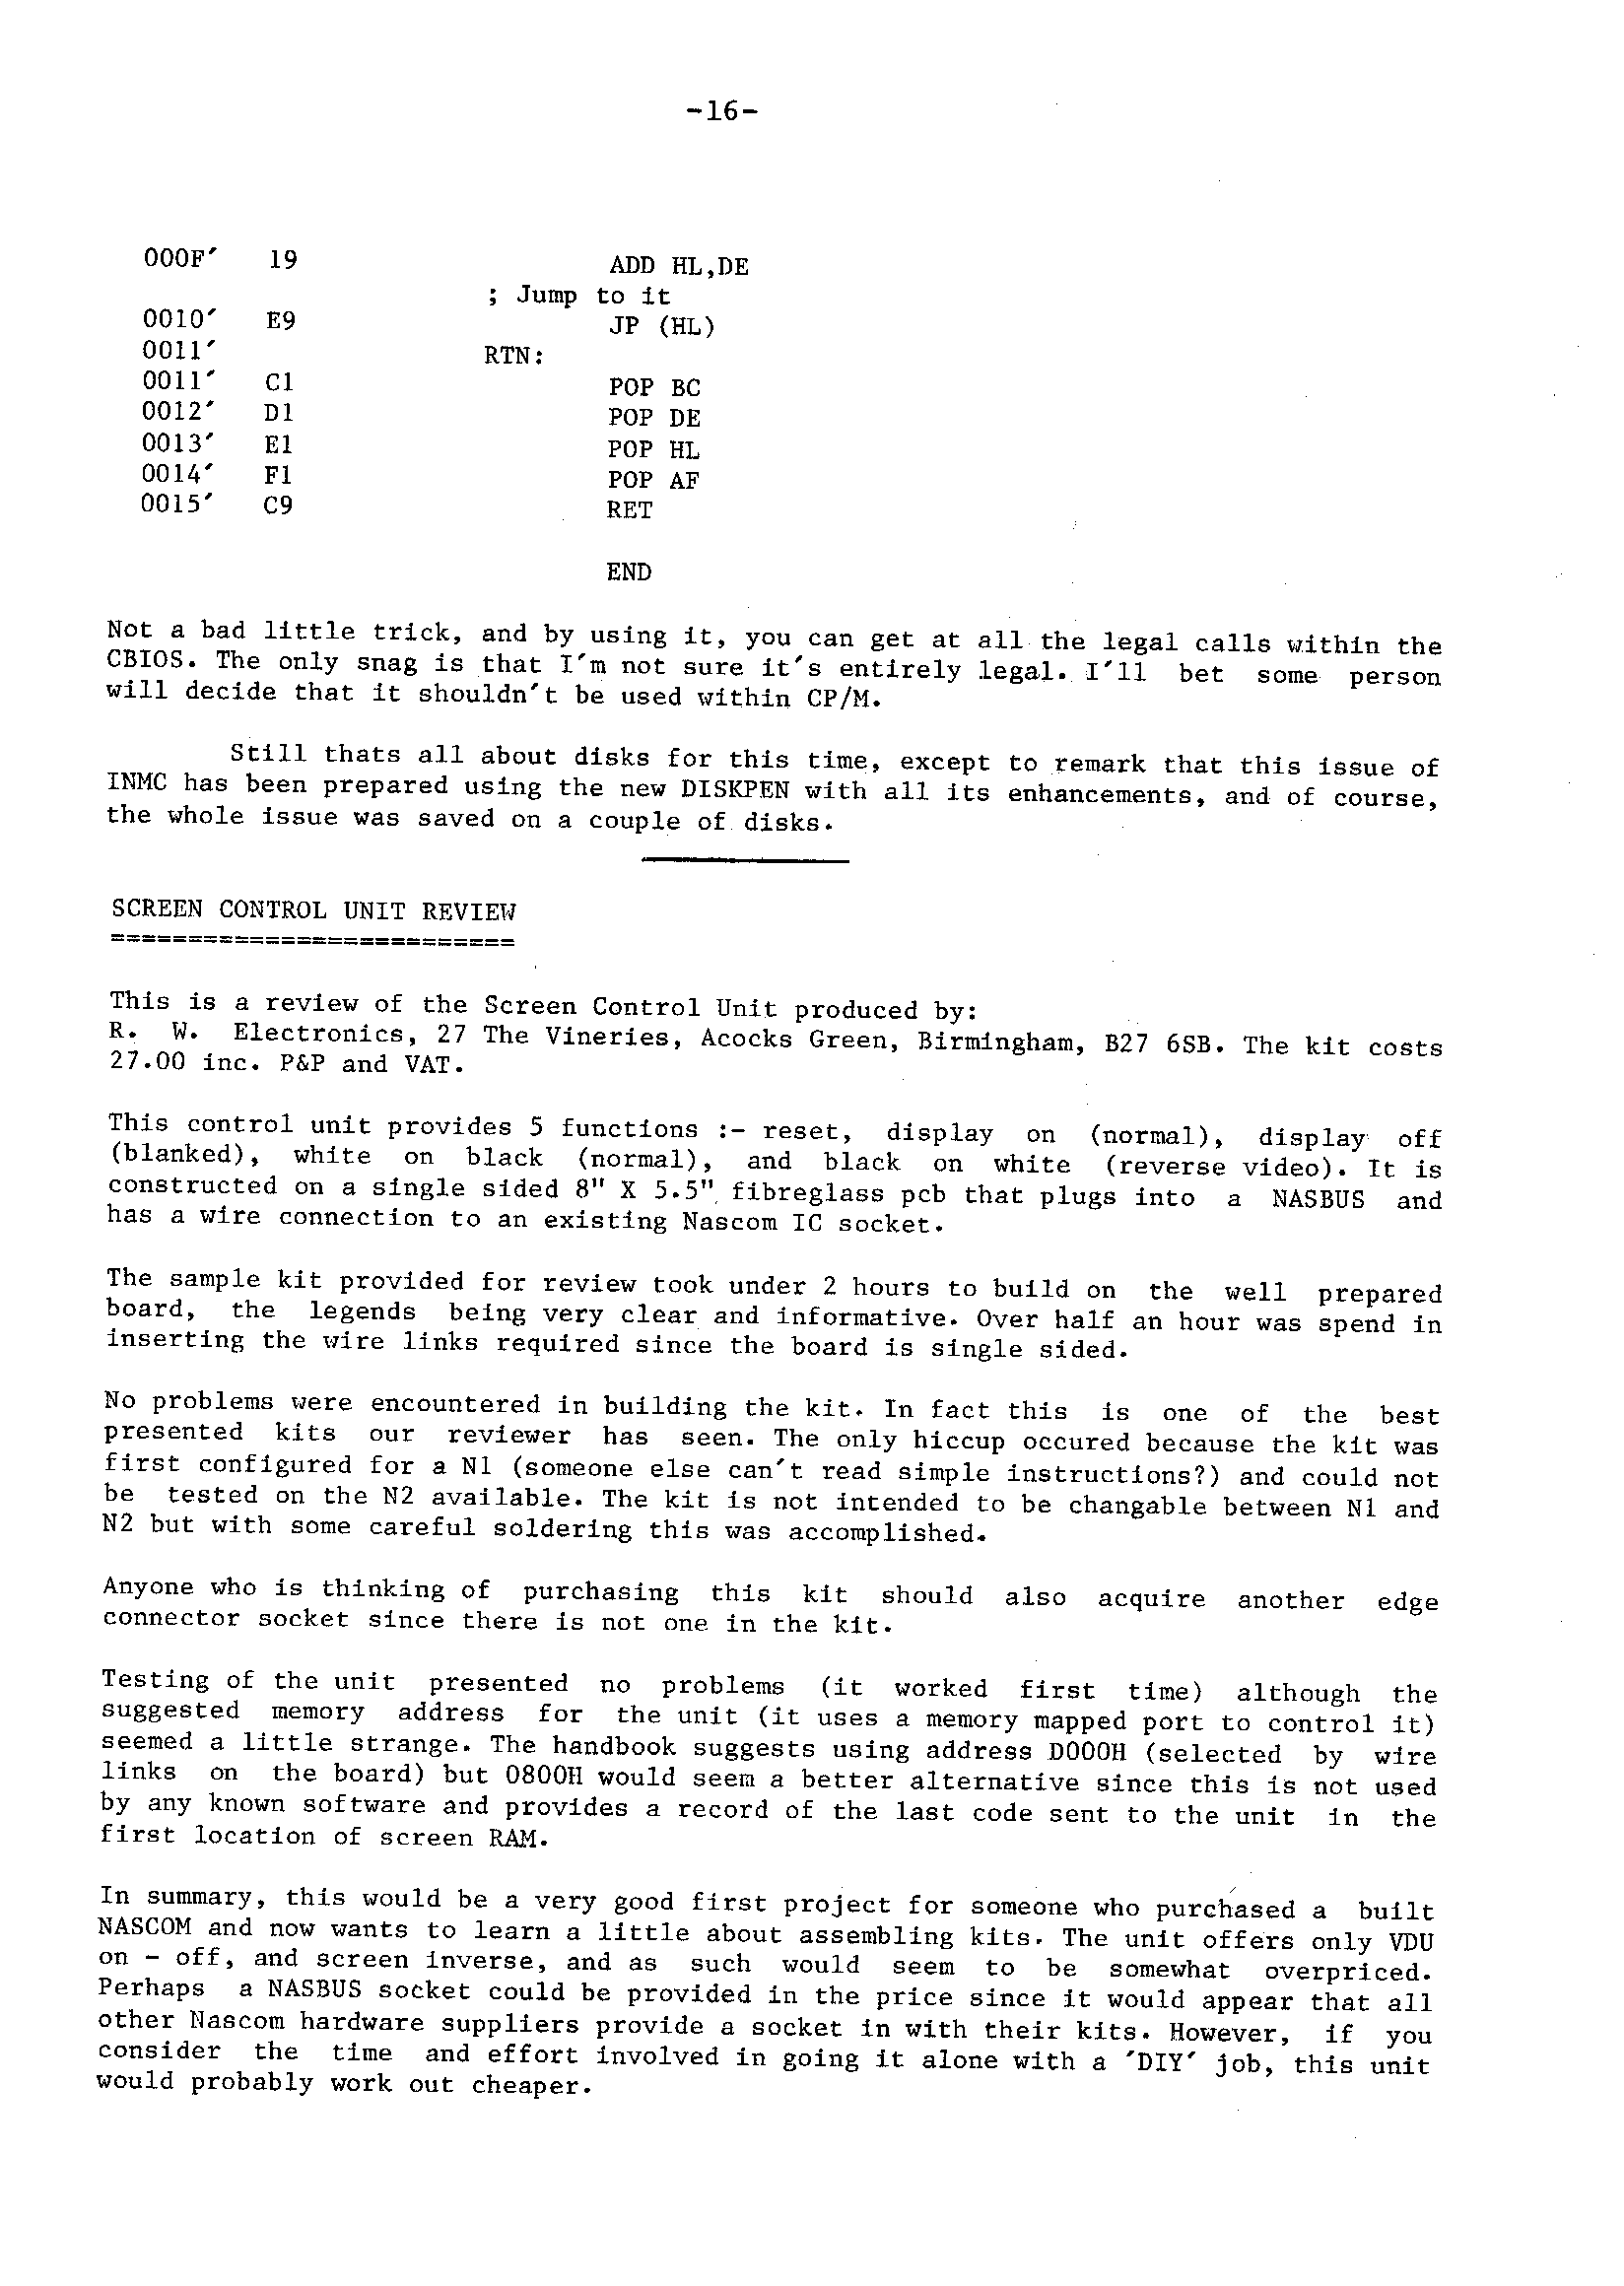 -16-
000F' 19 ADD HL,DE
; Jump to it
0010' E9 JP (HL)
0011' RTN:
0011' C1 POP BC
0012' D1 POP DE
0013' E1 POP HL
0014' F1 POP AF
0015' C9 RET
END
Not a bad little trick, and by using it, you can get at all the legal calls within the
CBIOS. The only snag is that I'm not sure it's entirely legal. I'll bet some person
will decide that it shouldn't be used within CP/M.
Still thats all about disks for this time, except to remark that this issue of
INMC has been prepared using the new DISKPEN with all its enhancements, and of course,
the whole issue was saved on a couple of disks.
SCREEN CONTROL UNIT REVIEW
==========================
This is a review of the Screen Control Unit produced by:
R. W. Electronics, 27 The Vineries, Acocks Green, Birmingham, B27 6SB. The kit costs
27.00 inc. P&P and VAT.
This control unit provides 5 functions :- reset, display on (normal), display off
(blanked), white on black (normal), and black on white (reverse video). It is
constructed on a single sided 8" X 5.5" fibreglass pcb that plugs into a NASBUS and
has a wire connection to an existing Nascom IC socket.
The sample kit provided for review took under 2 hours to build on the well prepared
board, the legends being very clear and informative. Over half an hour was spend in
inserting the wire links required since the board is single sided.
No problems were encountered in building the kit. In fact this is one of the best
presented kits our reviewer has seen. The only hiccup occured because the kit was
first configured for a N1 (someone else can't read simple instructions?) and could not
be tested on the N2 available. The kit is not intended to be changable between N1 and
N2 but with some careful soldering this was accomplished.
Anyone who is thinking of purchasing this kit should also acquire another edge
connector socket since there is not one in the kit.
Testing of the unit presented no problems (it worked first time) although the
suggested memory address for the unit (it uses a memory mapped port to control it)
seemed a little strange. The handbook suggests using address D000H (selected by wire
links on the board) but 0800H would seem a better alternative since this is not used
by any known software and provides a record of the last code sent to the unit in the
first location of screen RAM.
In summary, this would be a very good first project for someone who purchased a built
NASCOM and now wants to learn a little about assembling kits. The unit offers only VDU
on - off, and screen inverse, and as such would seem to be somewhat overpriced.
Perhaps a NASBUS socket could be provided in the price since it would appear that all
other Nascom hardware suppliers provide a socket in with their kits. However, if you
consider the time and effort involved in going it alone with a 'DIY' job, this unit
would probably work out cheaper.